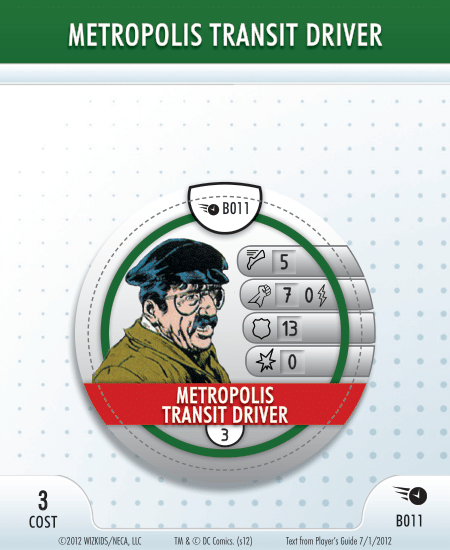 METROPOLIS TRANSIT DRIVER
B011
5
7 0
13
0
METROPOLIS
TRANSIT DRIVER
3
3
COST
B011
©2012 WIZKIDS/NECA, LLC TM & © DC Comics. (s12) Text from Player's Guide 7/1/2012